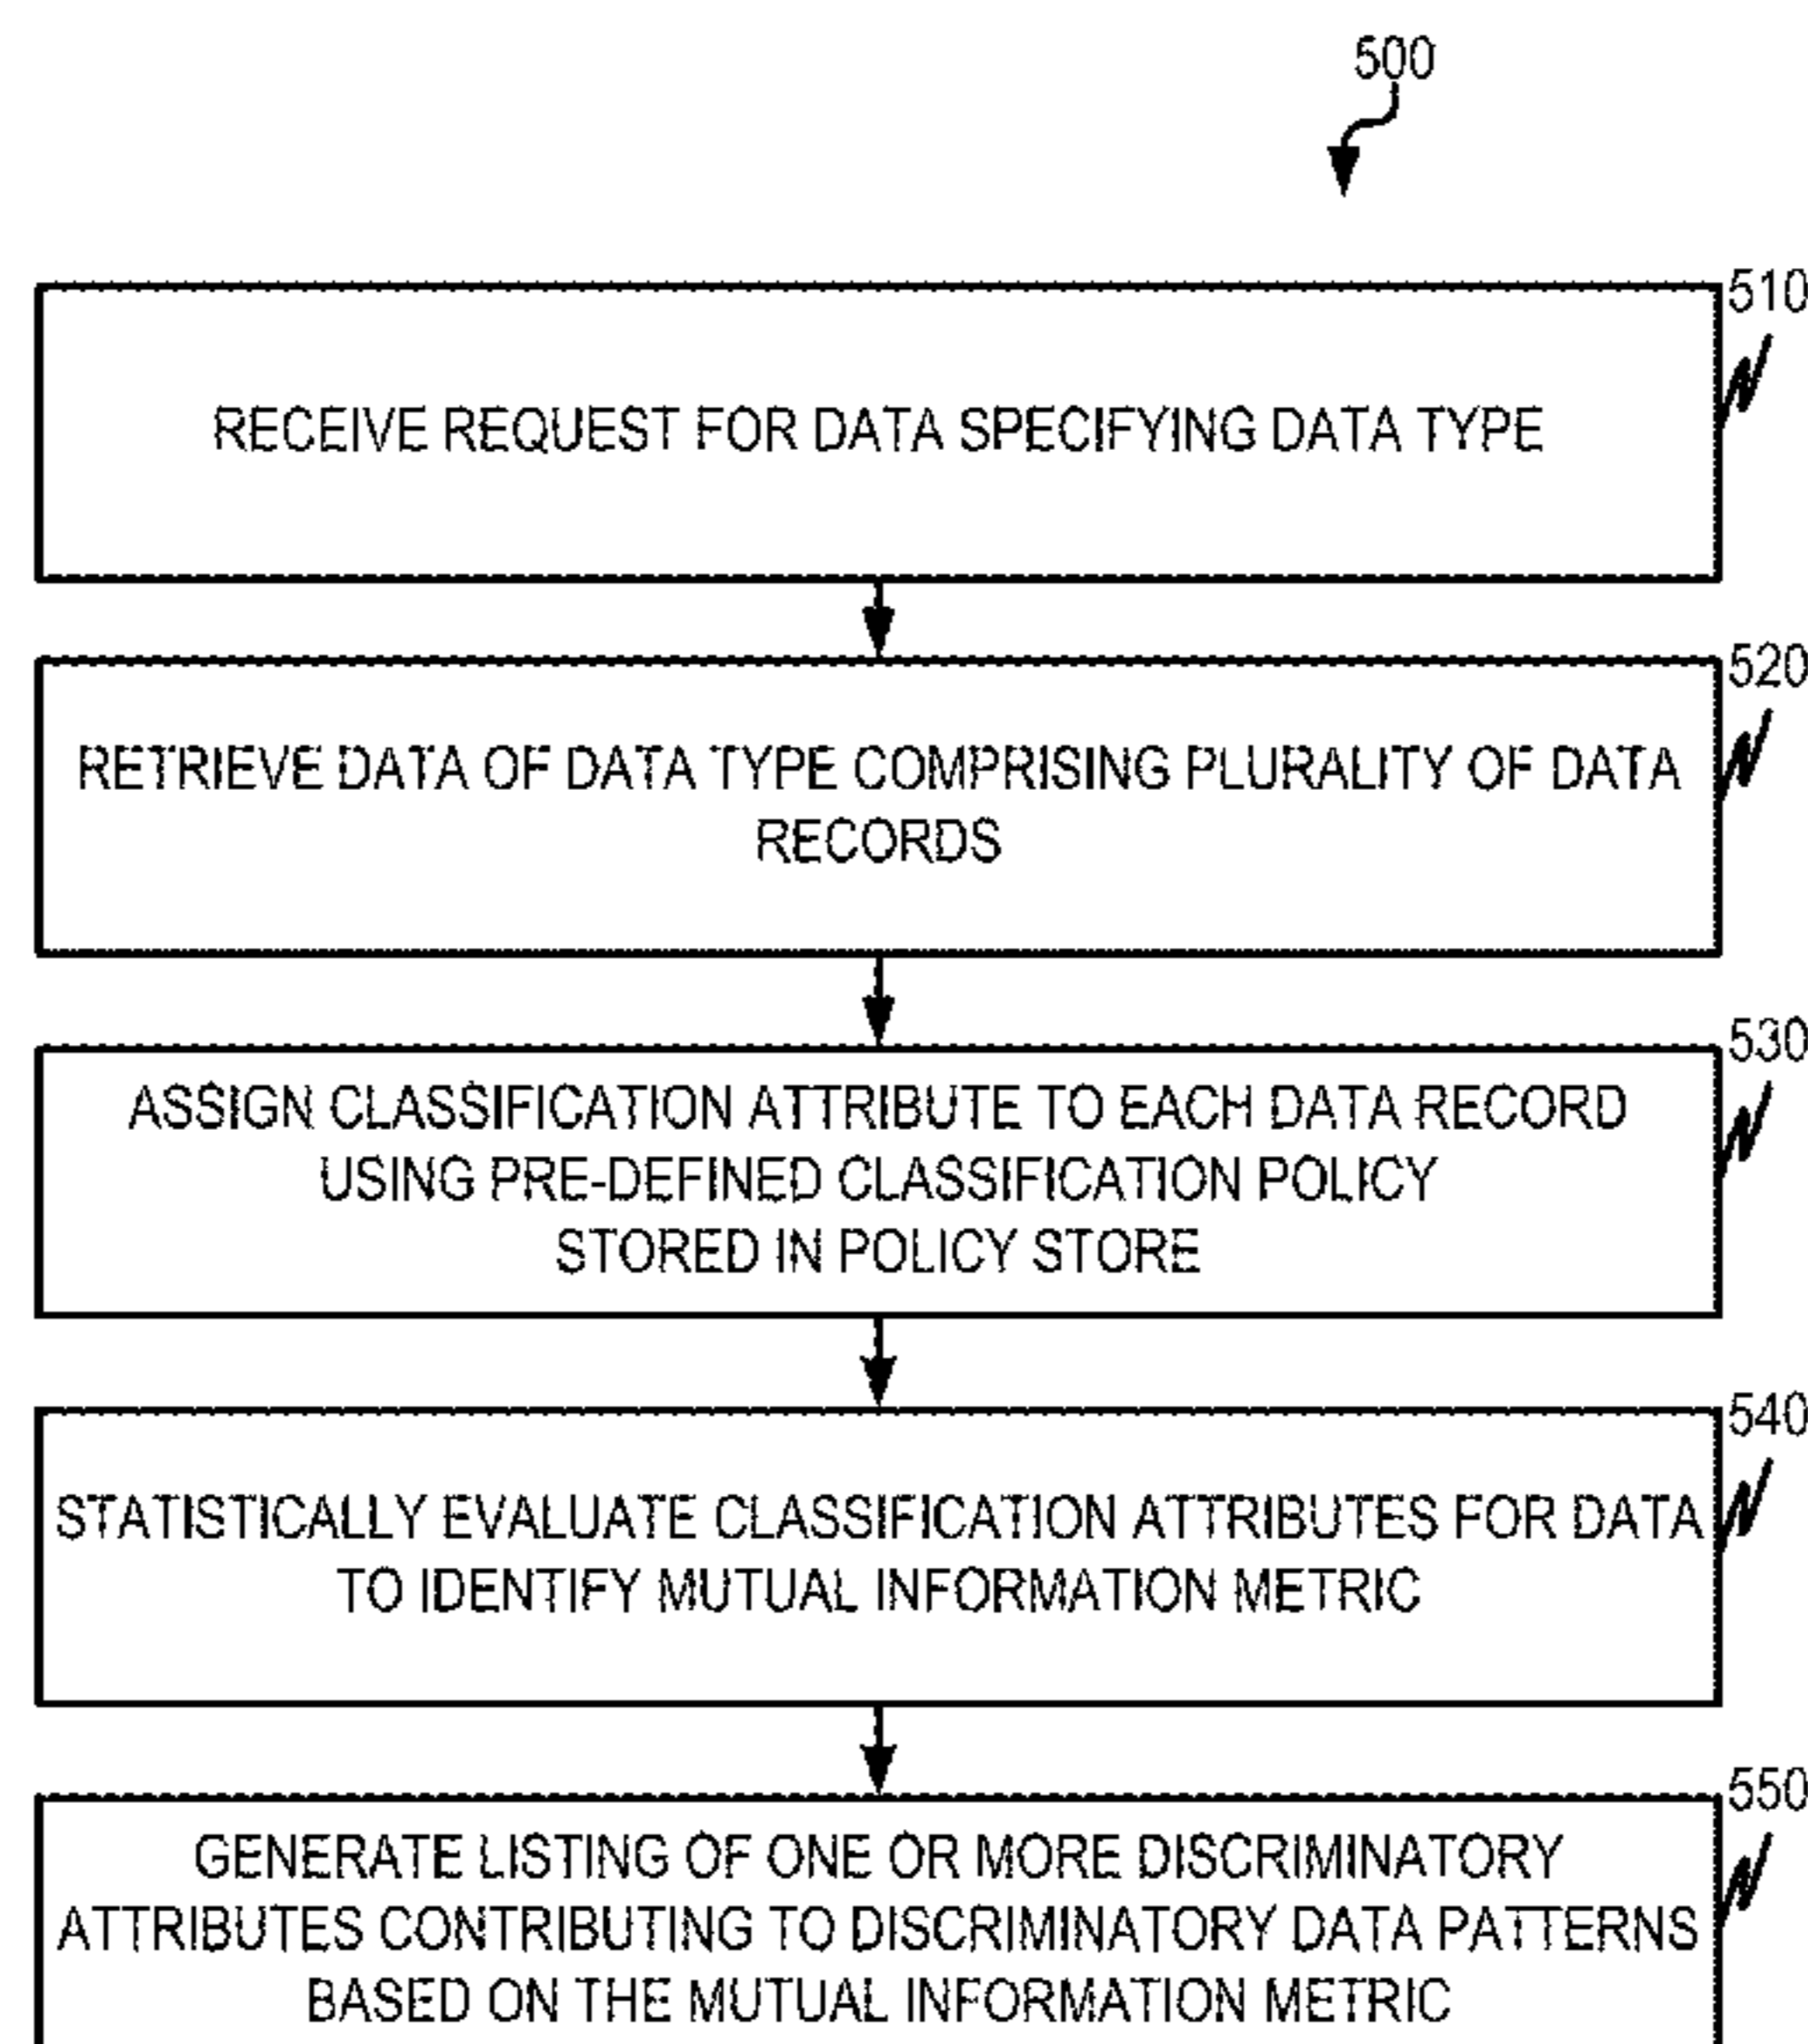 500
510
RECEIVE REQUEST FOR DATA SPECIFYING DATA TYPE
520
RETRIEVE DATA OF DATA TYPE COMPRISING PLURALITY OF DATA
RECORDS
530
ASSIGN CLASSIFICATION ATTRIBUTE TO EACH DATA RECORD
USING PRE-DEFINED CLASSIFICATION POLICY
STORED IN POLICY STORE
540
STATISTICALLY EVALUATE CLASSIFICATION ATTRIBUTES FOR DATA
TO IDENTIFY MUTUAL INFORMATION METRIC
550
GENERATE LISTING OF ONE OR MORE DISCRIMINATORY
ATTRIBUTES CONTRIBUTING TO DISCRIMINATORY DATA PATTERNS
BASED ON THE MUTUAL INFORMATION METRIC